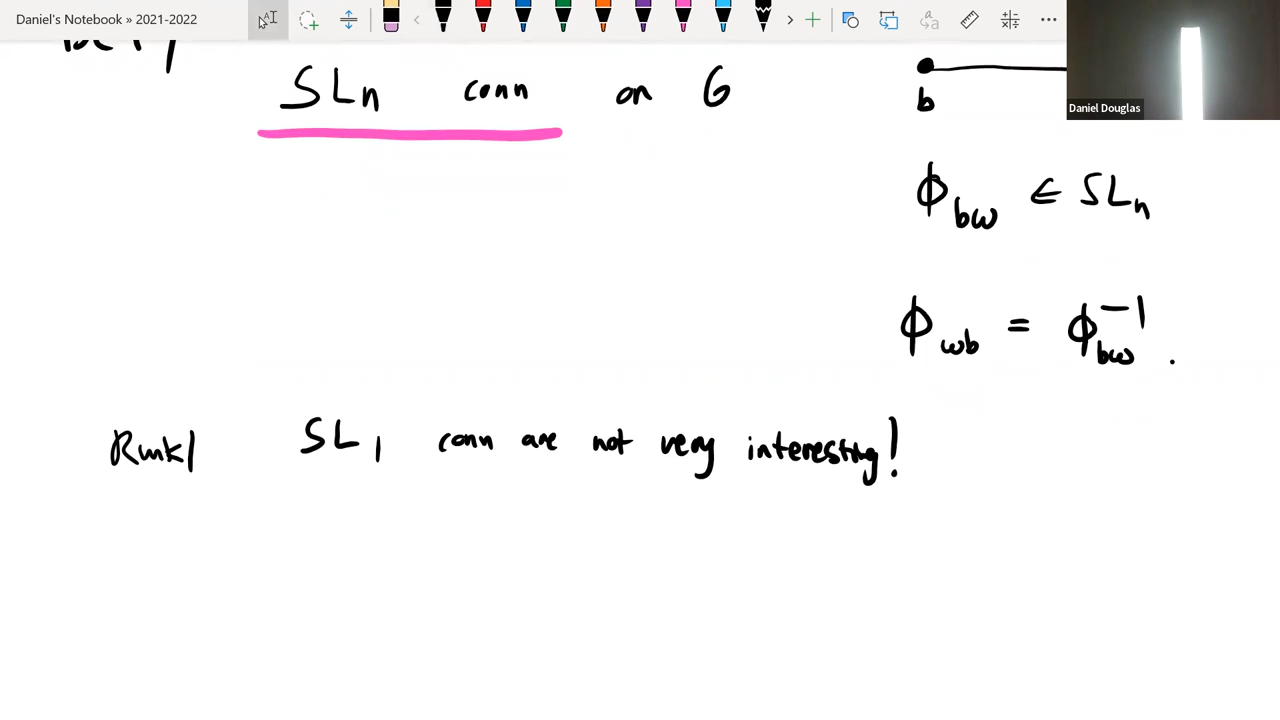 Daniel's Notebook » 2021-2022
SLn conn on G
b
Daniel Douglas
ϕbw ∈ SLn
ϕwb = ϕbw⁻¹.
Rmk/ SL₁ conn are not very interesting!